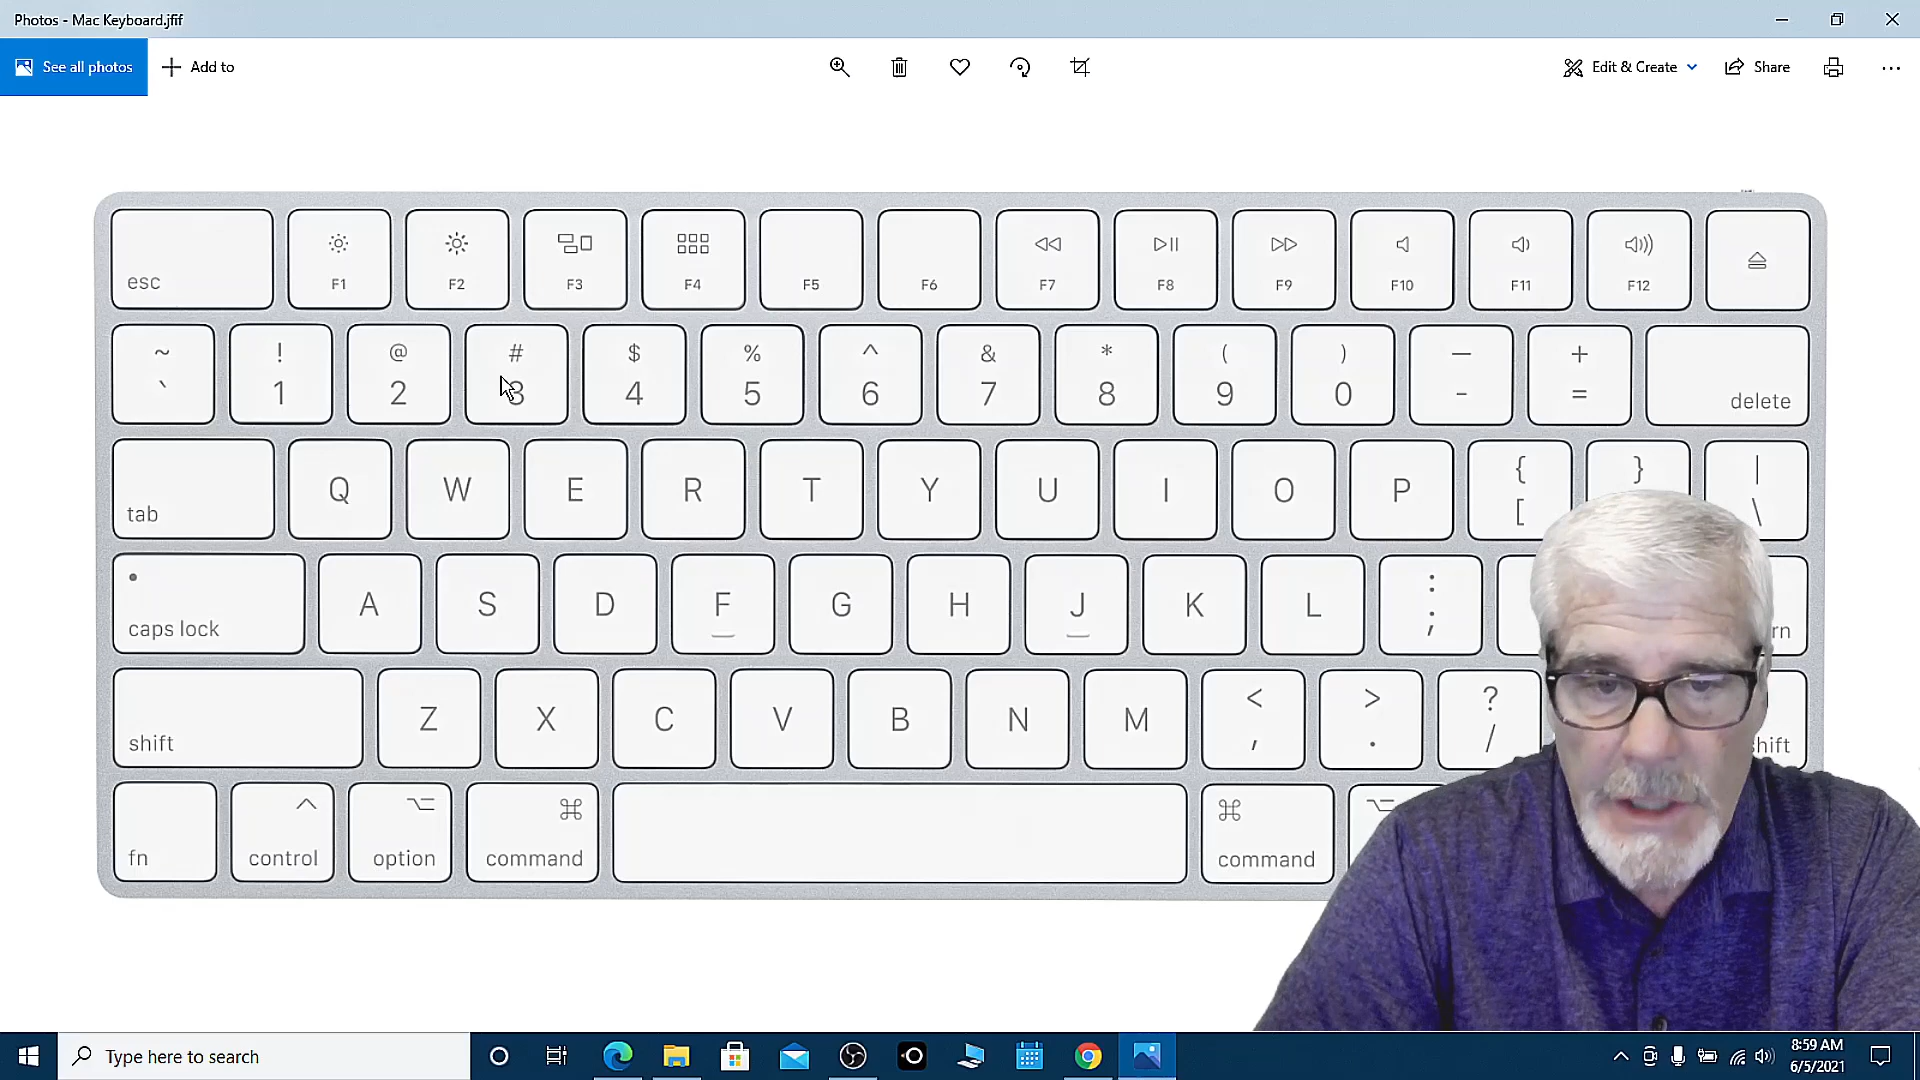 Photos - Mac Keyboard.jfif
See all photos
Add to
Edit & Create
Share
esc
F1
F2
F3
F4
F5
F6
F7
F8
F9
F10
F11
F12
~ ! @ # $ % ^ & * ( ) — +
` 1 2 3 4 5 6 7 8 9 0 - = delete
tab Q W E R T Y U I O P { [ } | \
caps lock A S D F G H J K L : ; rn
shift Z X C V B N M < , > . ? / hift
fn control option command command
Type here to search
8:59 AM
6/5/2021